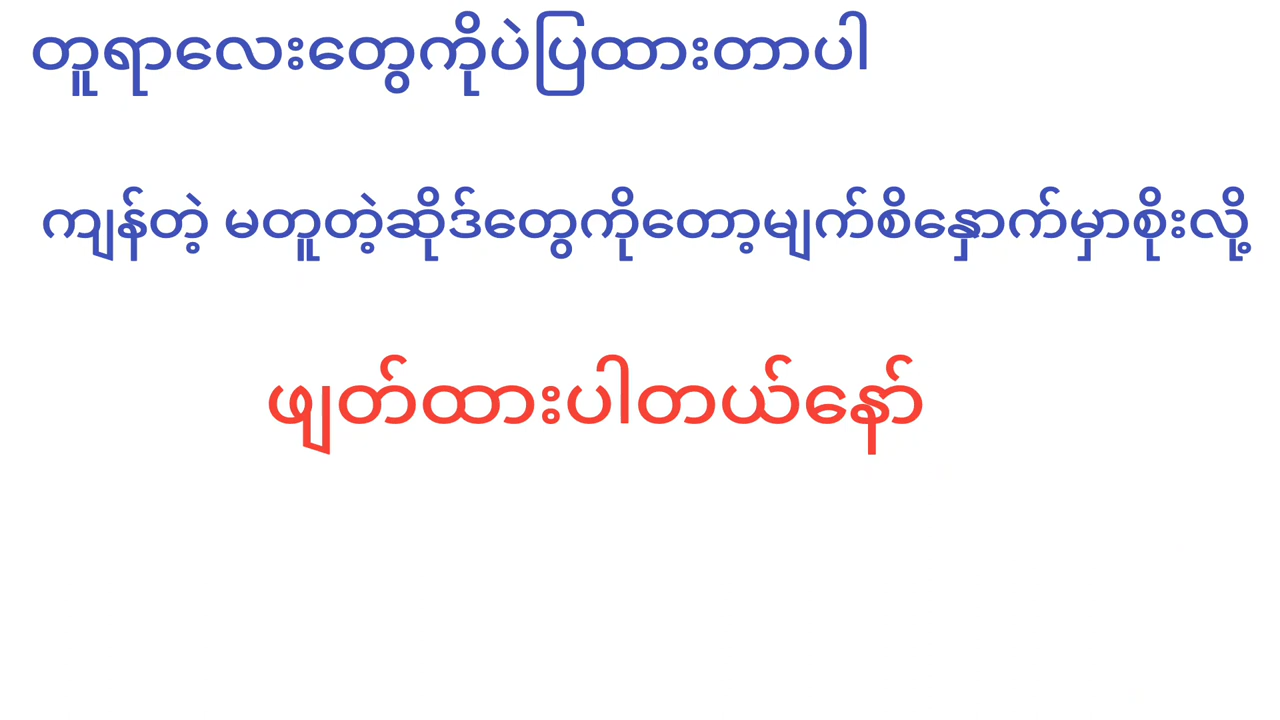 တူရာလေးတွေကိုပဲပြထားတာပါ
ကျန်တဲ့ မတူတဲ့ဆိုဒ်တွေကိုတော့မျက်စိနှောက်မှာစိုးလို့
ဖျတ်ထားပါတယ်နော်